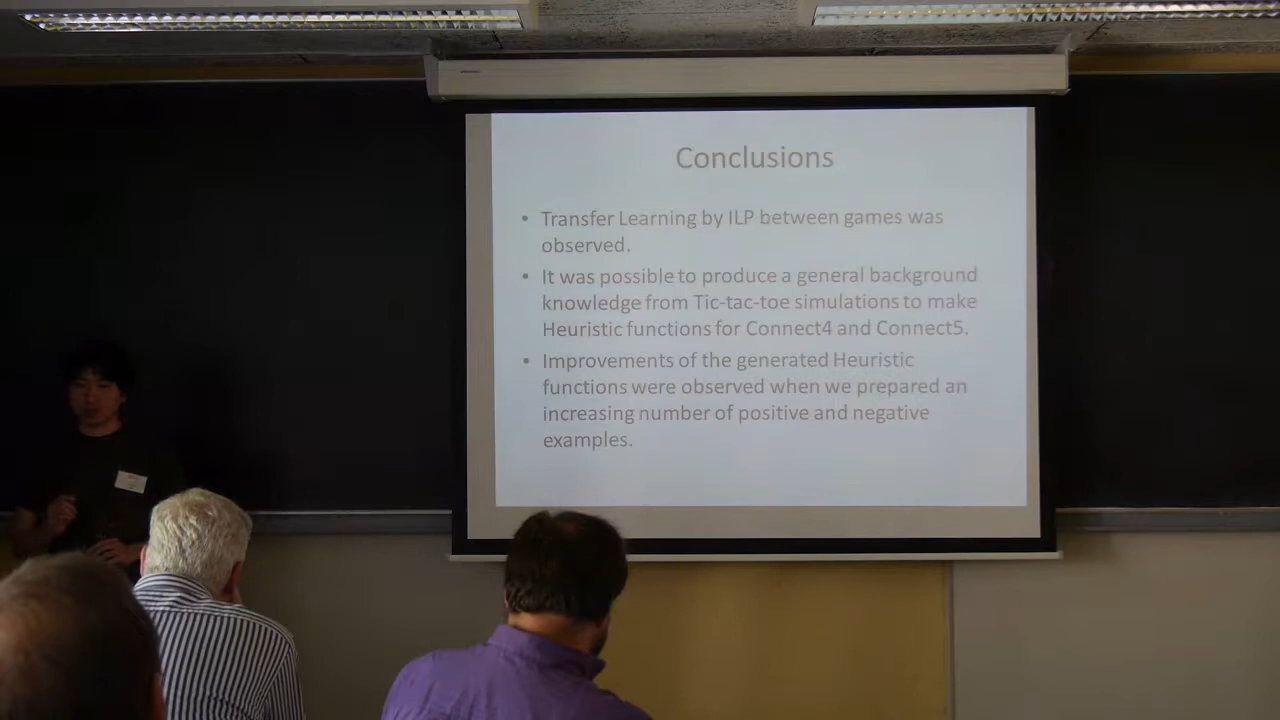 Conclusions
• Transfer Learning by ILP between games was
observed.
• It was possible to produce a general background
knowledge from Tic-tac-toe simulations to make
Heuristic functions for Connect4 and Connect5.
• Improvements of the generated Heuristic
functions were observed when we prepared an
increasing number of positive and negative
examples.